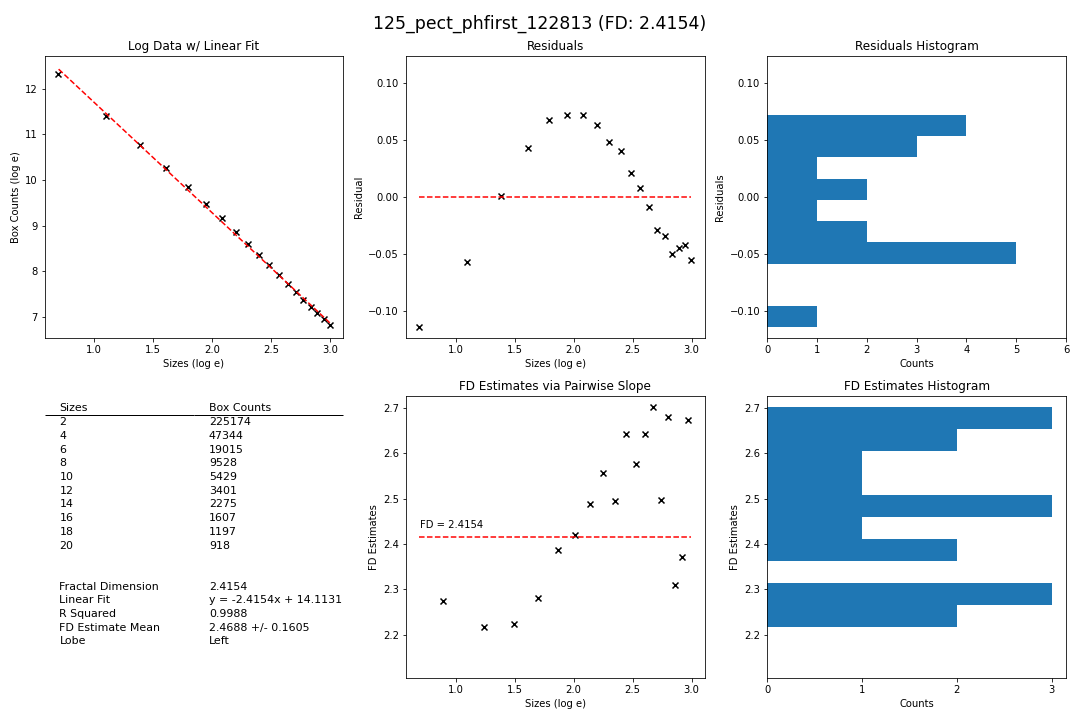 125_pect_phfirst_122813 (FD: 2.4154)
Log Data w/ Linear Fit
Box Counts (log e)
12
11
10
9
8
7
1.0 1.5 2.0 2.5 3.0
Sizes (log e)
Residuals
Residual
0.10
0.05
0.00
−0.05
−0.10
1.0 1.5 2.0 2.5 3.0
Sizes (log e)
Residuals Histogram
Residuals
0.10
0.05
0.00
−0.05
−0.10
0 1 2 3 4 5 6
Counts
Sizes Box Counts
2 225174
4 47344
6 19015
8 9528
10 5429
12 3401
14 2275
16 1607
18 1197
20 918
Fractal Dimension 2.4154
Linear Fit y = -2.4154x + 14.1131
R Squared 0.9988
FD Estimate Mean 2.4688 +/- 0.1605
Lobe Left
FD Estimates via Pairwise Slope
FD Estimates
2.7
2.6
2.5
FD = 2.4154
2.4
2.3
2.2
1.0 1.5 2.0 2.5 3.0
Sizes (log e)
FD Estimates Histogram
FD Estimates
2.7
2.6
2.5
2.4
2.3
2.2
0 1 2 3
Counts